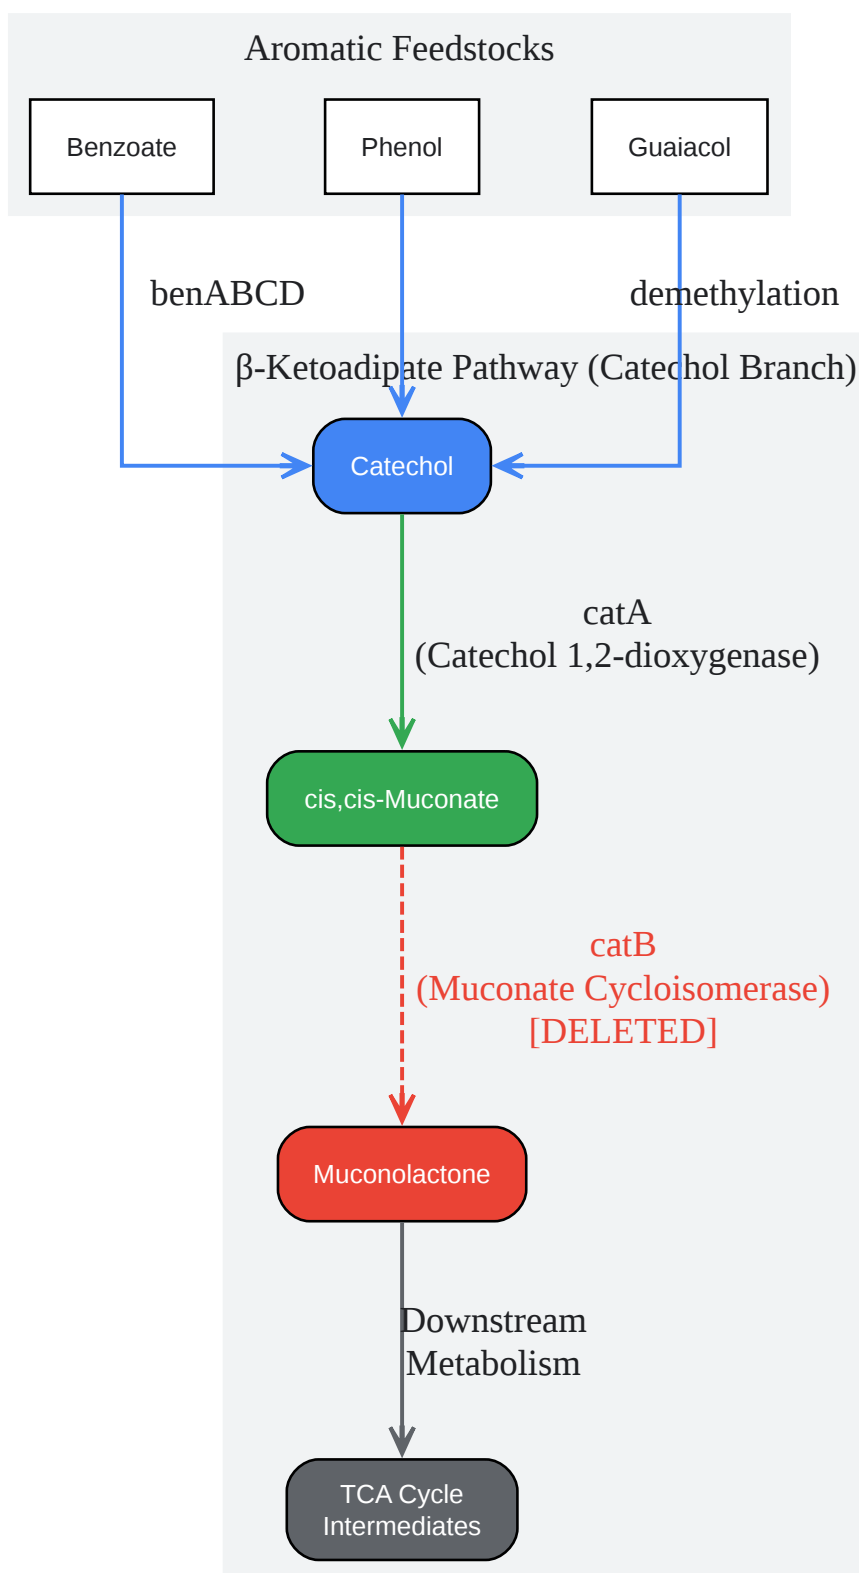 Aromatic Feedstocks
Benzoate
Phenol
Guaiacol
benABCD
demethylation
β-Ketoadipate Pathway (Catechol Branch)
Catechol
catA
(Catechol 1,2-dioxygenase)
cis,cis-Muconate
catB
(Muconate Cycloisomerase)
[DELETED]
Muconolactone
Downstream
Metabolism
TCA Cycle
Intermediates